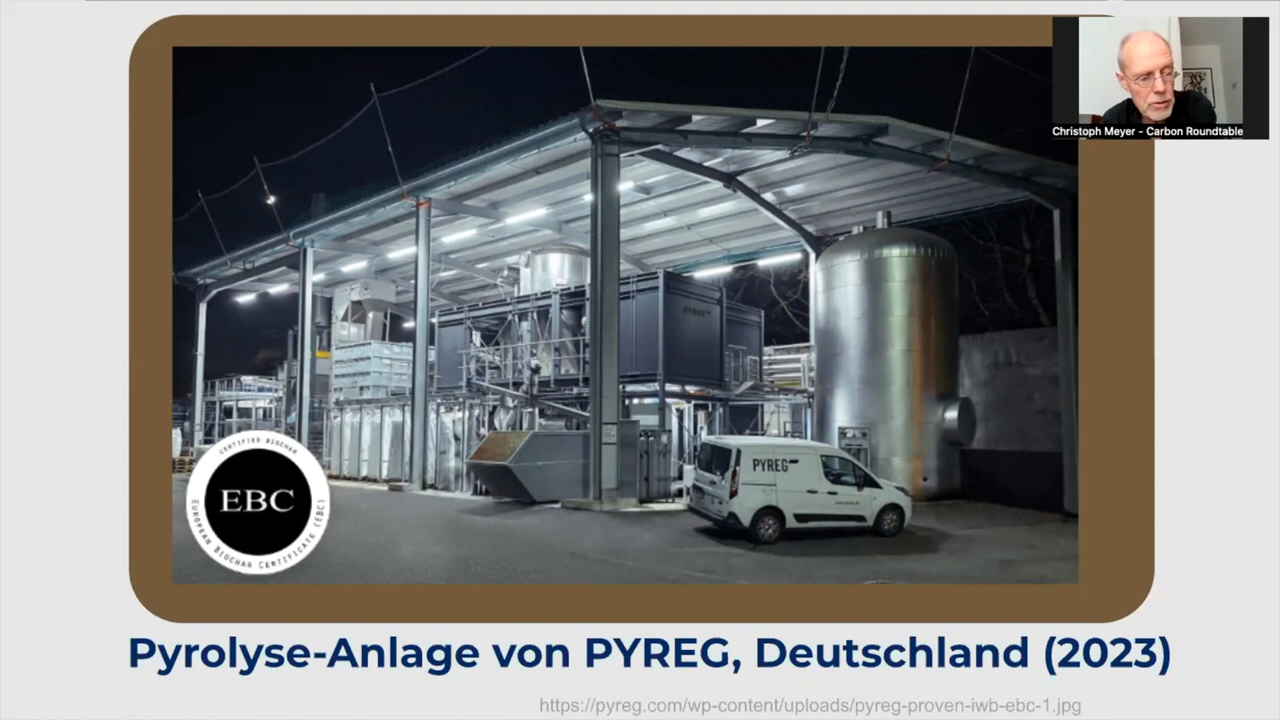 Christoph Meyer - Carbon Roundtable
PYREG
PYREG
CERTIFIED BIOCHAR
EBC
EUROPEAN BIOCHAR CERTIFICATE (EBC)
Pyrolyse-Anlage von PYREG, Deutschland (2023)
https://pyreg.com/wp-content/uploads/pyreg-proven-iwb-ebc-1.jpg